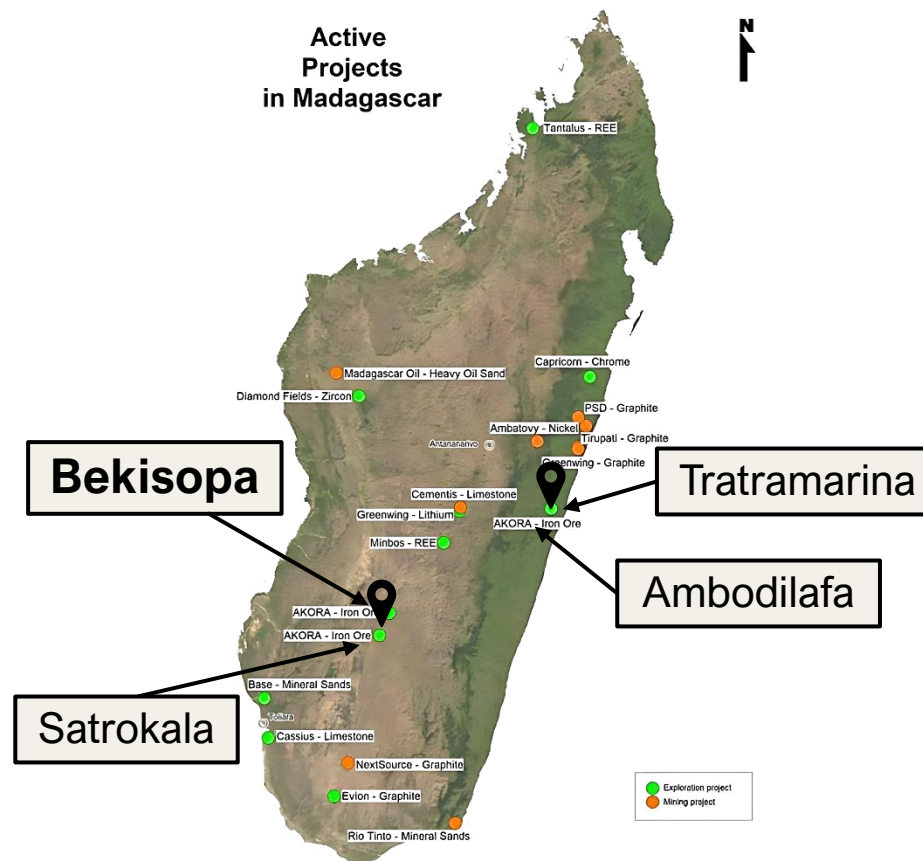 Active
Projects
in Madagascar
N
Tantalus - REE
Capricorn - Chrome
Madagascar Oil - Heavy Oil Sand
Diamond Fields - Zircon
PSD - Graphite
Ambatovy - Nickel
Tirupati - Graphite
Antananarivo
Greenwing - Graphite
Bekisopa
Tratramarina
Cementis - Limestone
Greenwing - Lithium
AKORA - Iron Ore
Minbos - REE
Ambodilafa
AKORA - Iron Ore
AKORA - Iron Ore
Base - Mineral Sands
Satrokala
Toliara
Cassius - Limestone
NextSource - Graphite
Evion - Graphite
Exploration project
Mining project
Rio Tinto - Mineral Sands